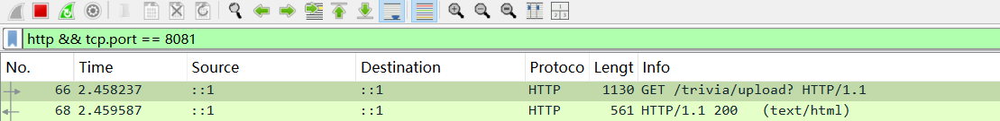 http && tcp.port == 8081
No. Time Source Destination Protoco Lengt Info
66 2.458237 ::1 ::1 HTTP 1130 GET /trivia/upload? HTTP/1.1
68 2.459587 ::1 ::1 HTTP 561 HTTP/1.1 200 (text/html)